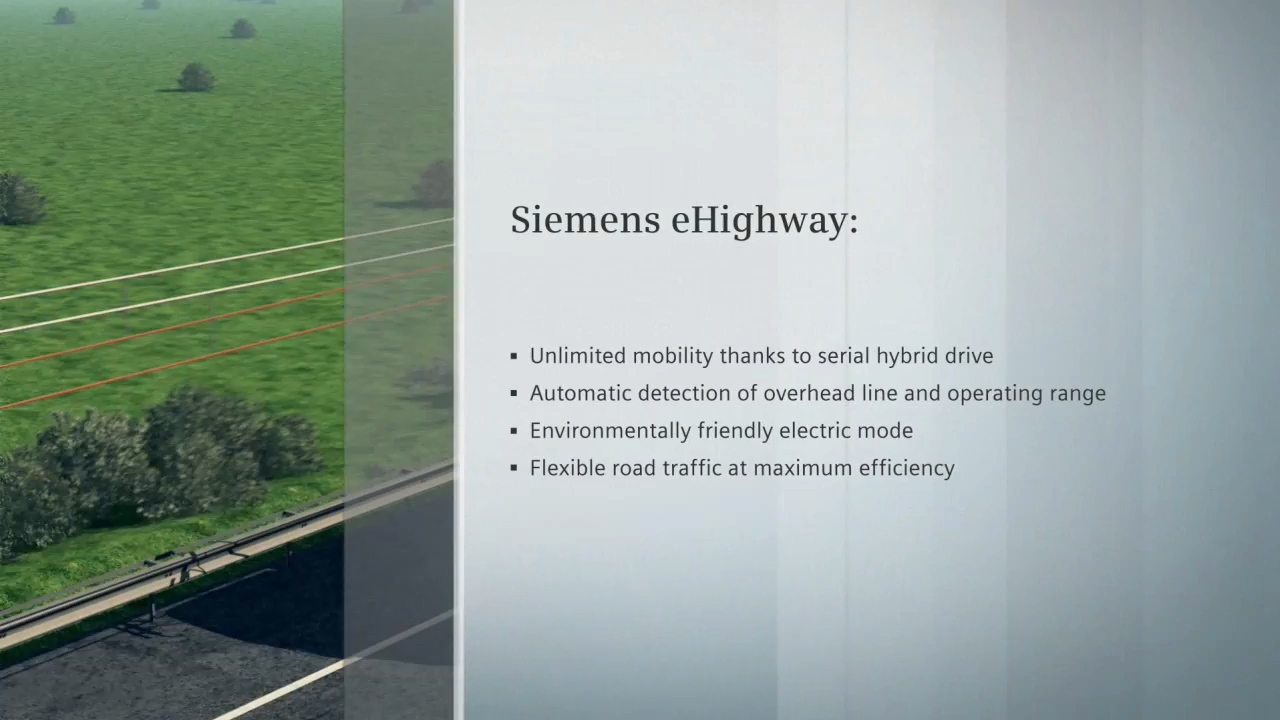 Siemens eHighway:
▪ Unlimited mobility thanks to serial hybrid drive
▪ Automatic detection of overhead line and operating range
▪ Environmentally friendly electric mode
▪ Flexible road traffic at maximum efficiency